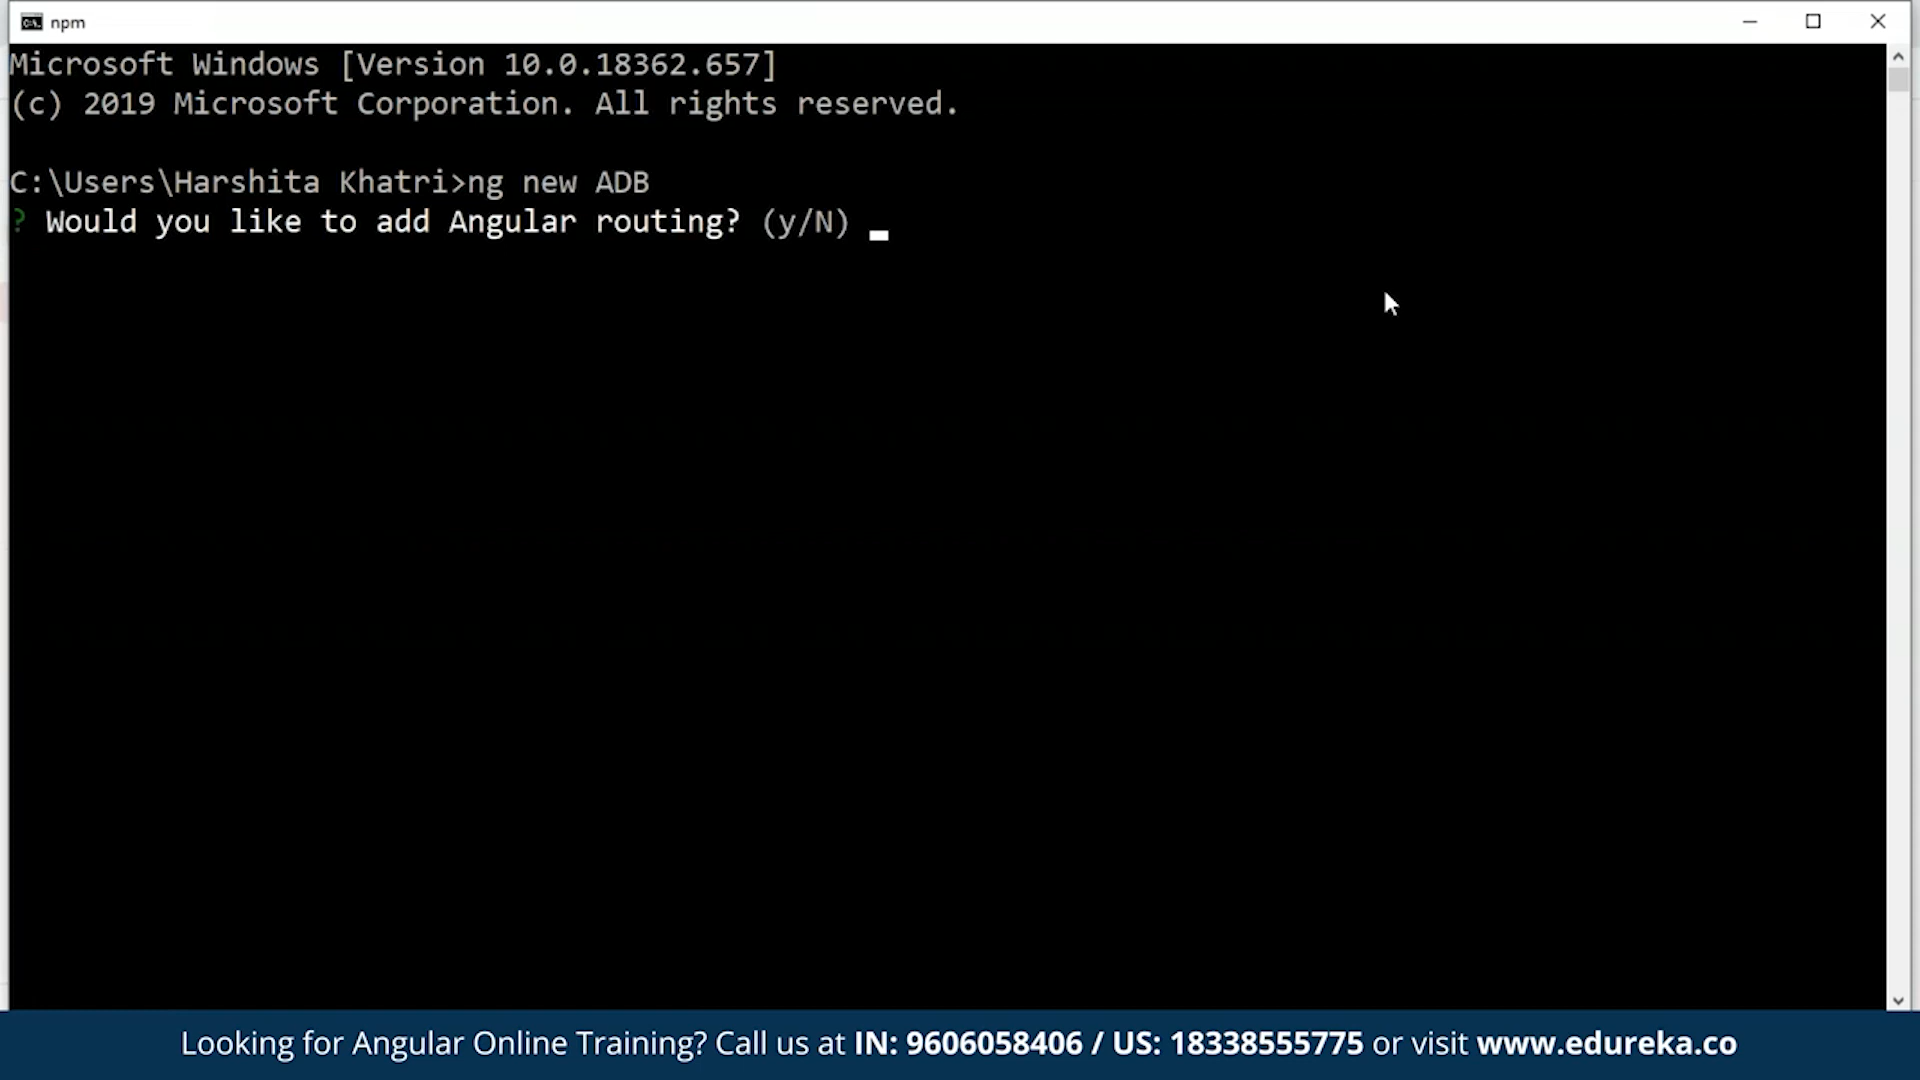 npm
Microsoft Windows [Version 10.0.18362.657]
(c) 2019 Microsoft Corporation. All rights reserved.
C:\Users\Harshita Khatri>ng new ADB
? Would you like to add Angular routing? (y/N)
Looking for Angular Online Training? Call us at IN: 9606058406 / US: 18338555775 or visit www.edureka.co